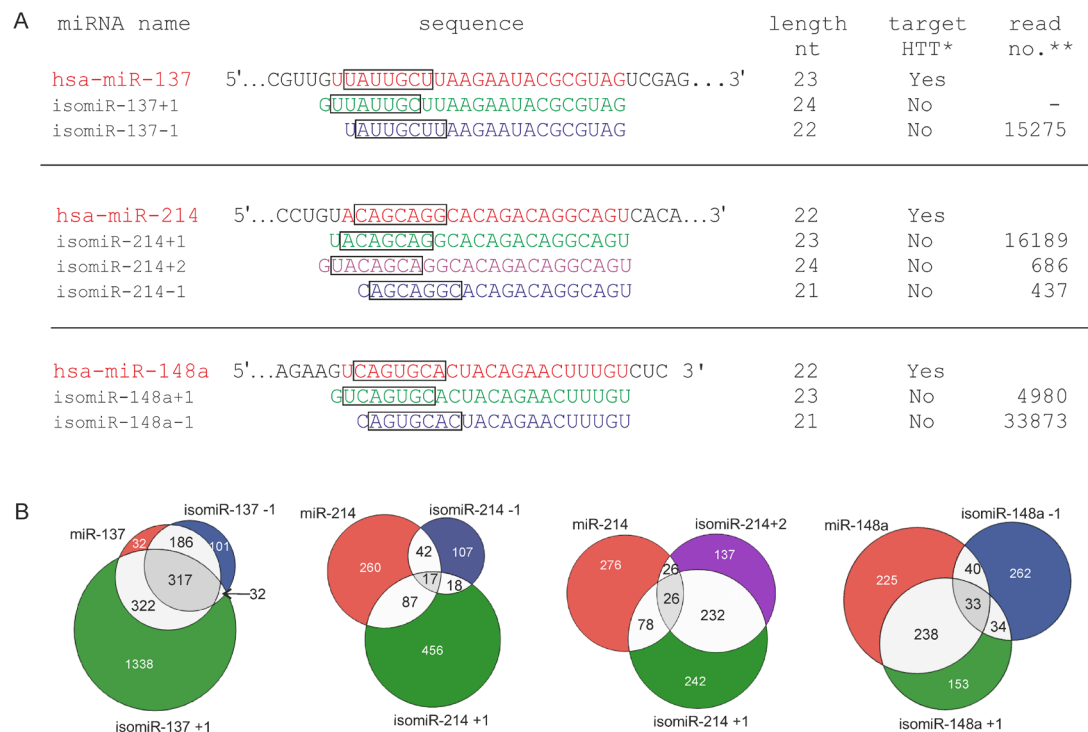 A miRNA name sequence length target read
nt HTT* no.**
hsa-miR-137 5'...CGUUGUUAUUGCUUAAGAAUACGCGUAGUCGAG...3' 23 Yes
isomiR-137+1 GUUAUUGCUUAAGAAUACGCGUAG 24 No -
isomiR-137-1 UAUUGCUUAAGAAUACGCGUAG 22 No 15275
hsa-miR-214 5'...CCUGUACAGCAGGCACAGACAGGCAGUCACA...3' 22 Yes
isomiR-214+1 UACAGCAGGCACAGACAGGCAGU 23 No 16189
isomiR-214+2 GUACAGCAGGCACAGACAGGCAGU 24 No 686
isomiR-214-1 CAGCAGGCACAGACAGGCAGU 21 No 437
hsa-miR-148a 5'...AGAAGUCAGUGCACUACAGAACUUUGUCUC 3' 22 Yes
isomiR-148a+1 GUCAGUGCACUACAGAACUUUGU 23 No 4980
isomiR-148a-1 CAGUGCACUACAGAACUUUGU 21 No 33873
B
miR-137 isomiR-137 -1
32 186 101
317
322 32
1338
isomiR-137 +1
miR-214 isomiR-214 -1
42 107
260
17 18
87
456
isomiR-214 +1
miR-214 isomiR-214+2
276 26 137
26
78 232
242
isomiR-214 +1
miR-148a isomiR-148a -1
225 40 262
33
238 34
153
isomiR-148a +1